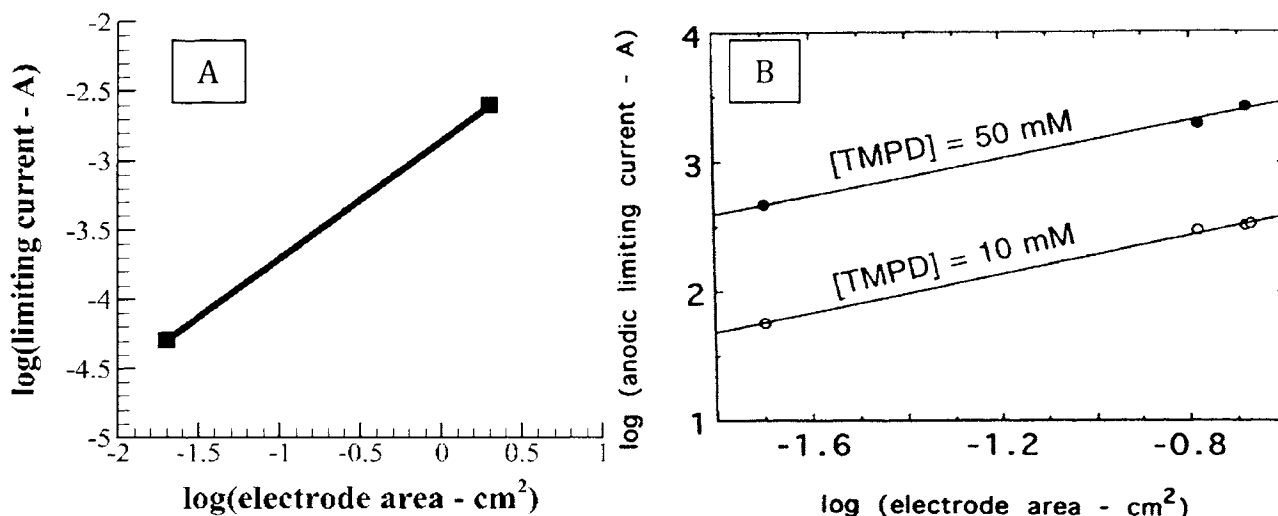 A
log(limiting current - A)
-2
-2.5
-3
-3.5
-4
-4.5
-5
-2
-1.5
-1
-0.5
0
0.5
1
log(electrode area - cm²)
B
log (anodic limiting current - A)
4
3
2
1
[TMPD] = 50 mM
[TMPD] = 10 mM
-1.6
-1.2
-0.8
log (electrode area - cm²)